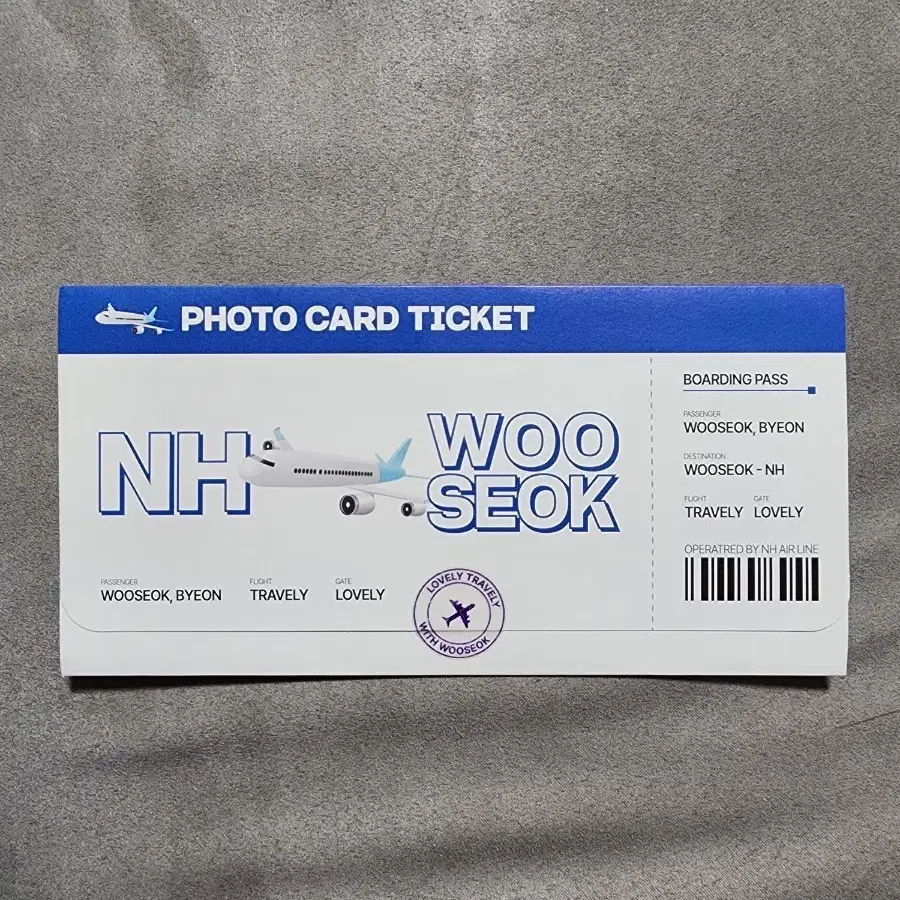 PHOTO CARD TICKET
NH
WOO
SEOK
PASSENGER FLIGHT GATE
WOOSEOK, BYEON TRAVELY LOVELY
LOVELY TRAVELY
WITH WOOSEOK
BOARDING PASS
PASSENGER
WOOSEOK, BYEON
DESTINATION
WOOSEOK - NH
FLIGHT GATE
TRAVELY LOVELY
OPERATRED BY NH AIR LINE